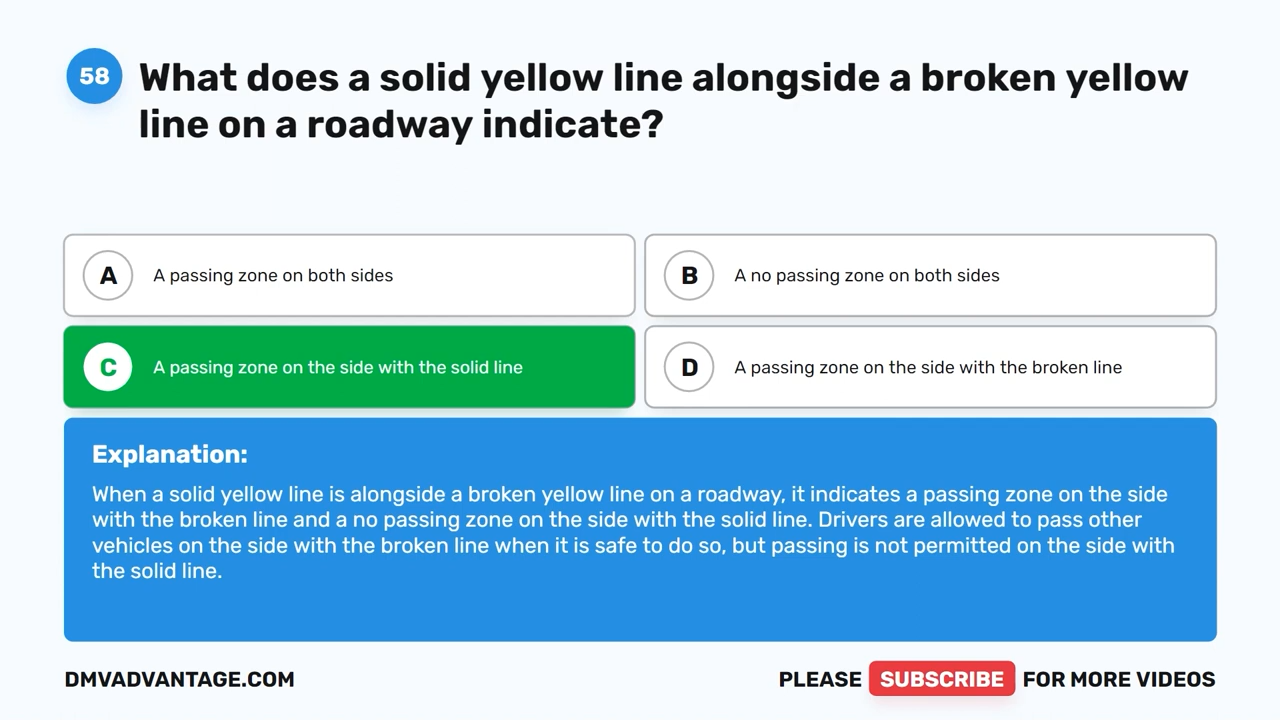 58
What does a solid yellow line alongside a broken yellow
line on a roadway indicate?
A
A passing zone on both sides
B
A no passing zone on both sides
C
A passing zone on the side with the solid line
D
A passing zone on the side with the broken line
Explanation:
When a solid yellow line is alongside a broken yellow line on a roadway, it indicates a passing zone on the side
with the broken line and a no passing zone on the side with the solid line. Drivers are allowed to pass other
vehicles on the side with the broken line when it is safe to do so, but passing is not permitted on the side with
the solid line.
DMVADVANTAGE.COM
PLEASE SUBSCRIBE FOR MORE VIDEOS